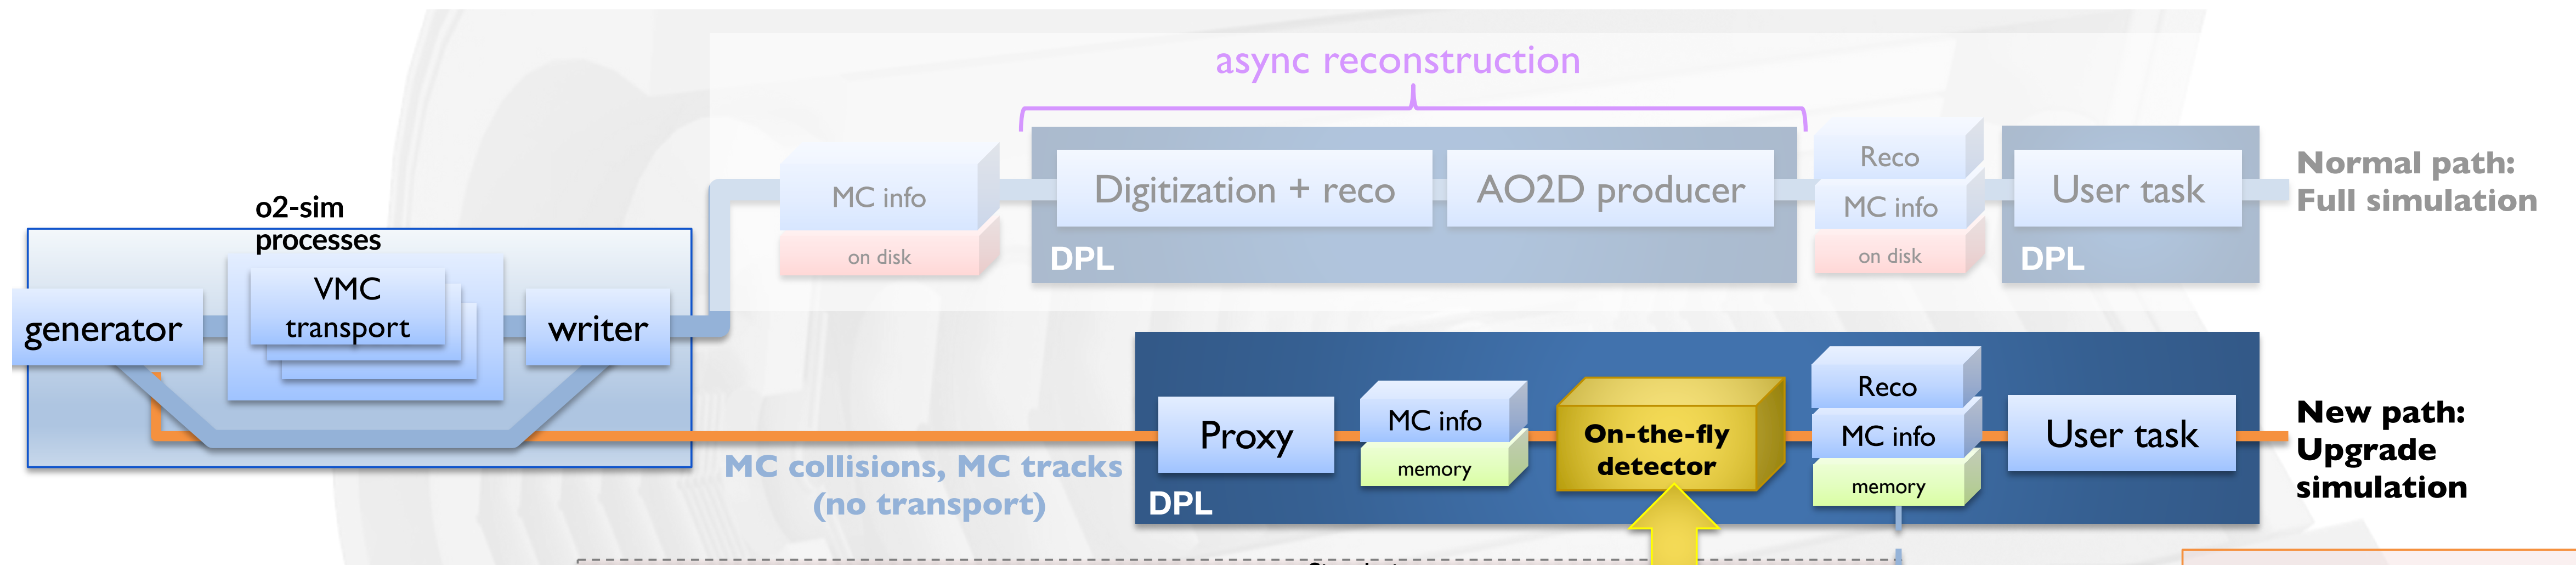 async reconstruction
o2-sim
processes
generator
VMC
transport
writer
MC info
on disk
Digitization + reco
AO2D producer
DPL
Reco
MC info
on disk
User task
DPL
Normal path:
Full simulation
MC collisions, MC tracks
(no transport)
Proxy
DPL
MC info
memory
On-the-fly
detector
Reco
MC info
memory
User task
New path:
Upgrade
simulation